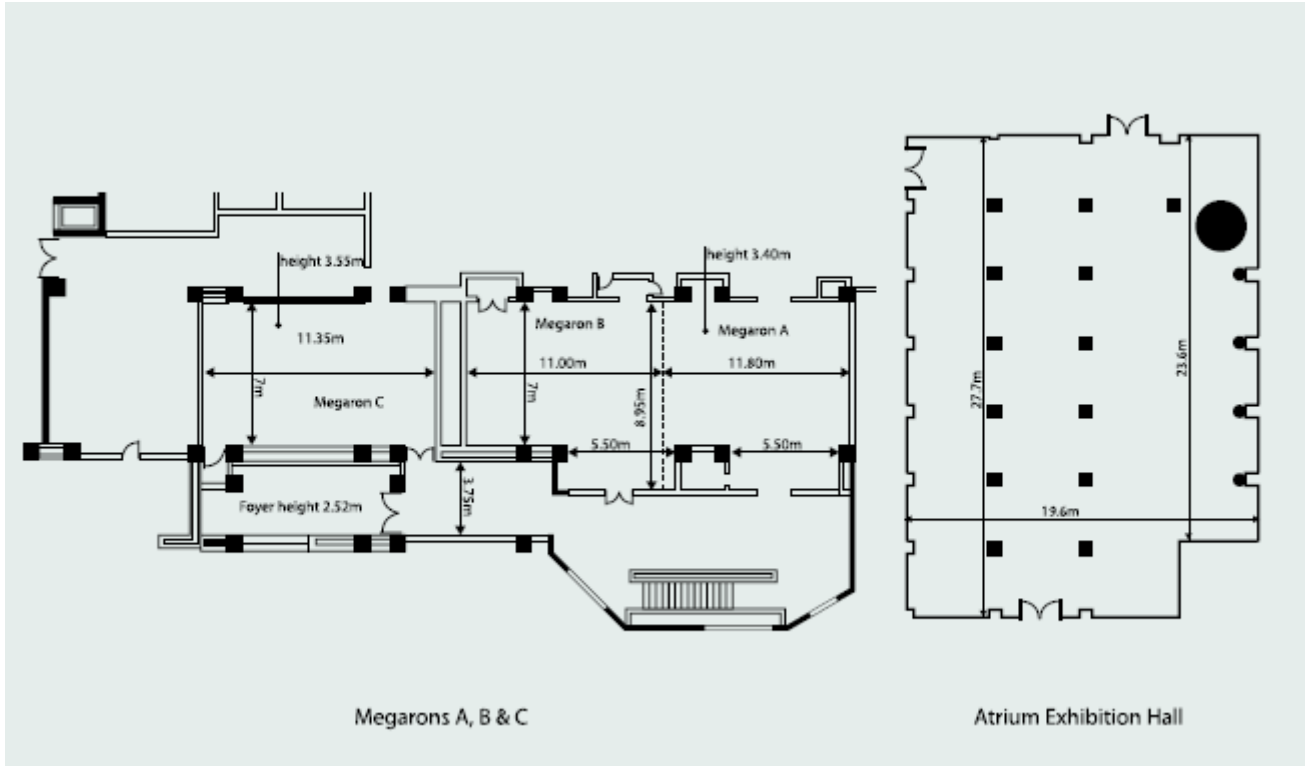 height 3.55m
height 3.40m
Megaron B
Megaron A
11.35m
11.00m
11.80m
7m
7m
8.95m
Megaron C
5.50m
5.50m
3.75m
Foyer height 2.52m
27.7m
23.6m
19.6m
Megarons A, B & C
Atrium Exhibition Hall